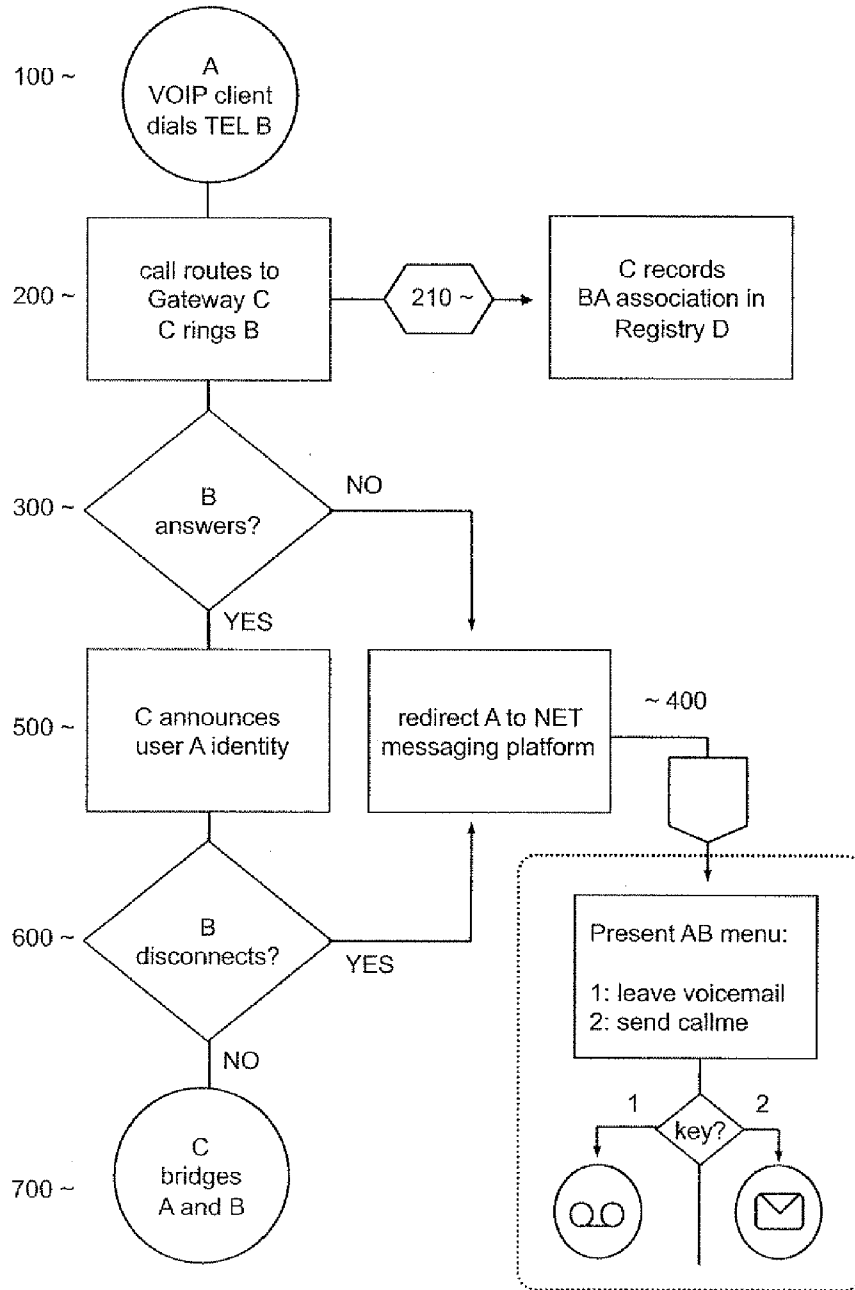 100 ~
A
VOIP client
dials TEL B
200 ~
call routes to
Gateway C
C rings B
210 ~
C records
BA association in
Registry D
300 ~
B
answers?
NO
YES
500 ~
C announces
user A identity
redirect A to NET
messaging platform
~ 400
600 ~
B
disconnects?
YES
NO
Present AB menu:
1: leave voicemail
2: send callme
1
key?
2
700 ~
C
bridges
A and B